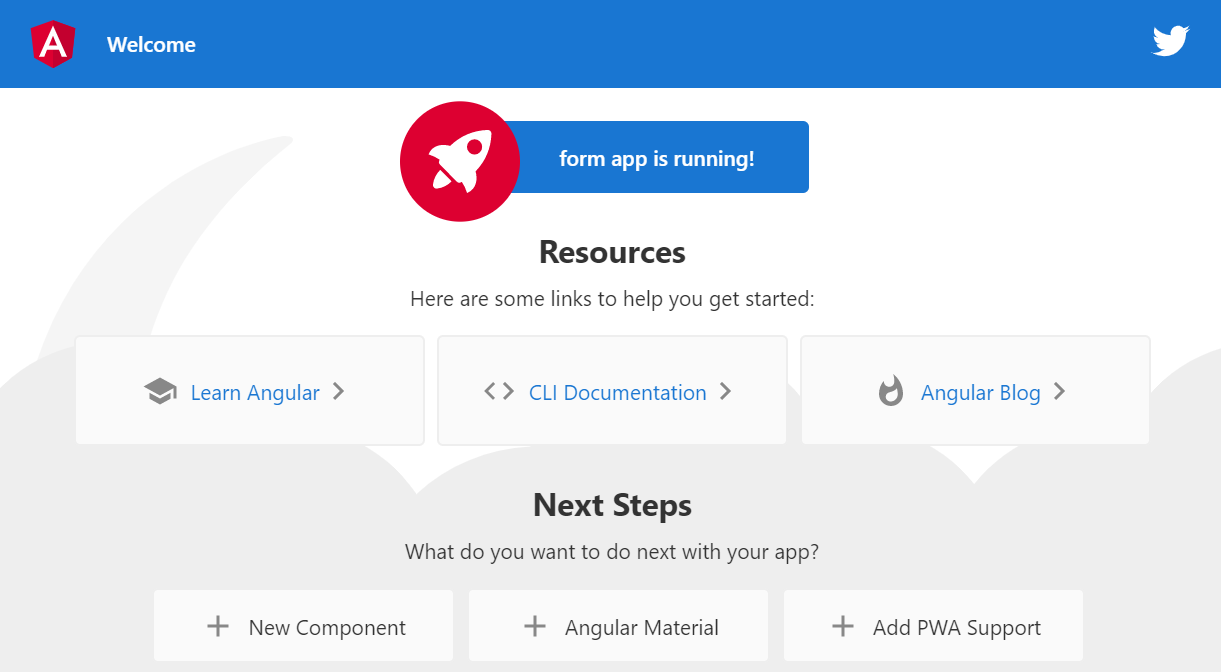 Welcome
form app is running!
Resources
Here are some links to help you get started:
Learn Angular
CLI Documentation
Angular Blog
Next Steps
What do you want to do next with your app?
New Component
Angular Material
Add PWA Support